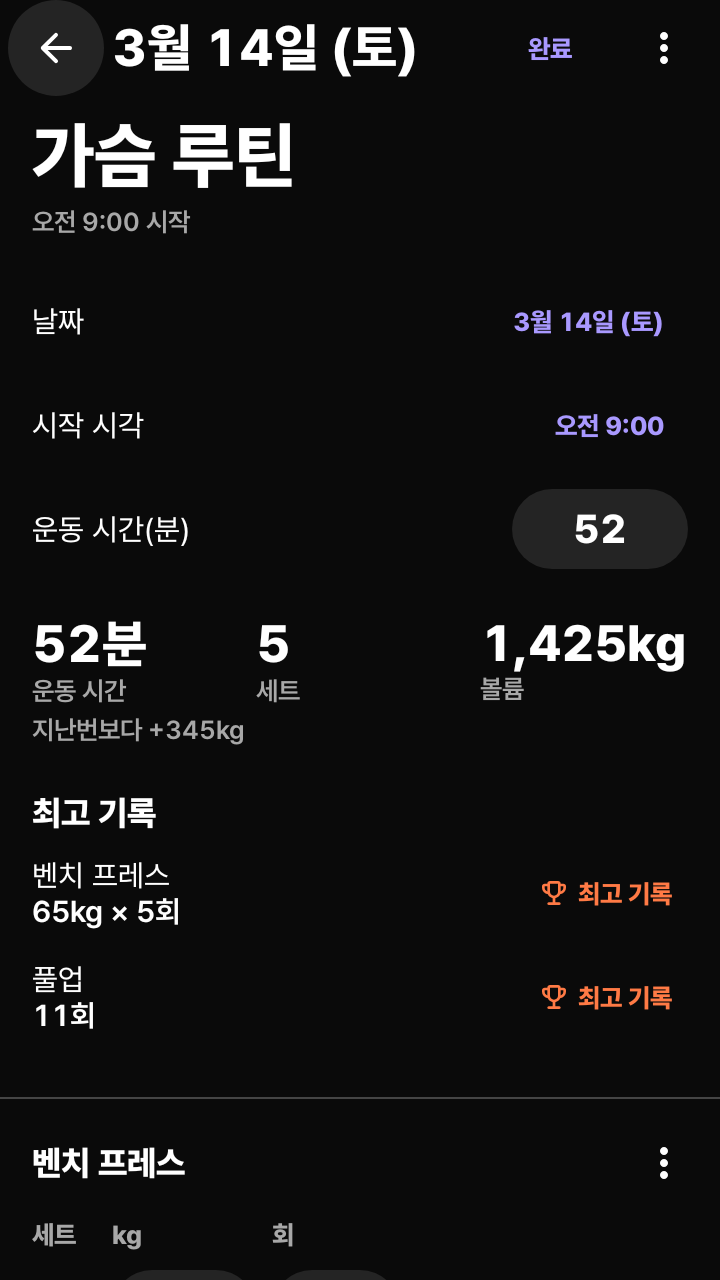 3월 14일 (토)
완료
가슴 루틴
오전 9:00 시작
날짜
3월 14일 (토)
시작 시각
오전 9:00
운동 시간(분)
52
52분 5 1,425kg
운동 시간 세트 볼륨
지난번보다 +345kg
최고 기록
벤치 프레스
65kg × 5회
최고 기록
풀업
11회
최고 기록
벤치 프레스
세트 kg 회